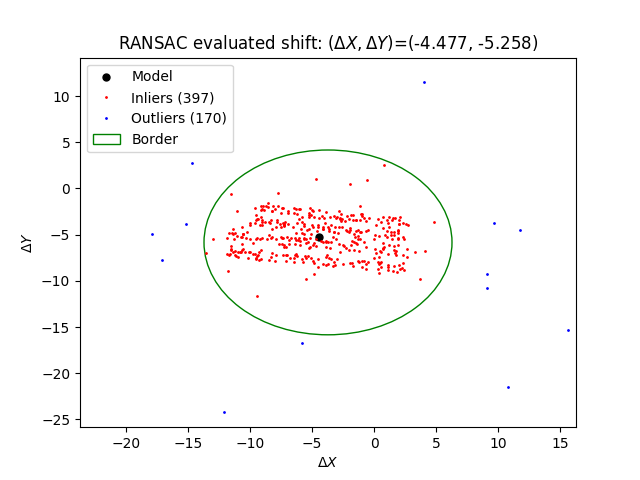 RANSAC evaluated shift: (ΔX, ΔY)=(-4.477, -5.258)
Model
Inliers (397)
Outliers (170)
Border
10
5
0
−5
−10
−15
−20
−25
ΔY
−20
−15
−10
−5
0
5
10
15
ΔX